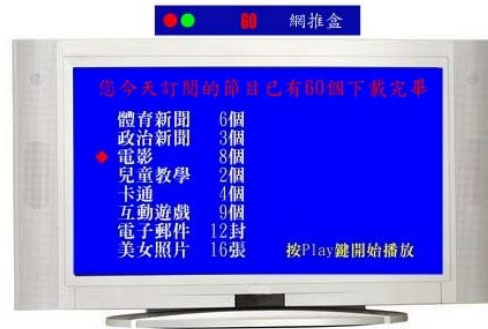 60 網推盒
您今天訂閱的節目已有60個下載完畢
體育新聞 6個
政治新聞 3個
電影 8個
兒童教學 2個
卡通 4個
互動遊戲 9個
電子郵件 12封
美女照片 16張 按Play鍵開始播放